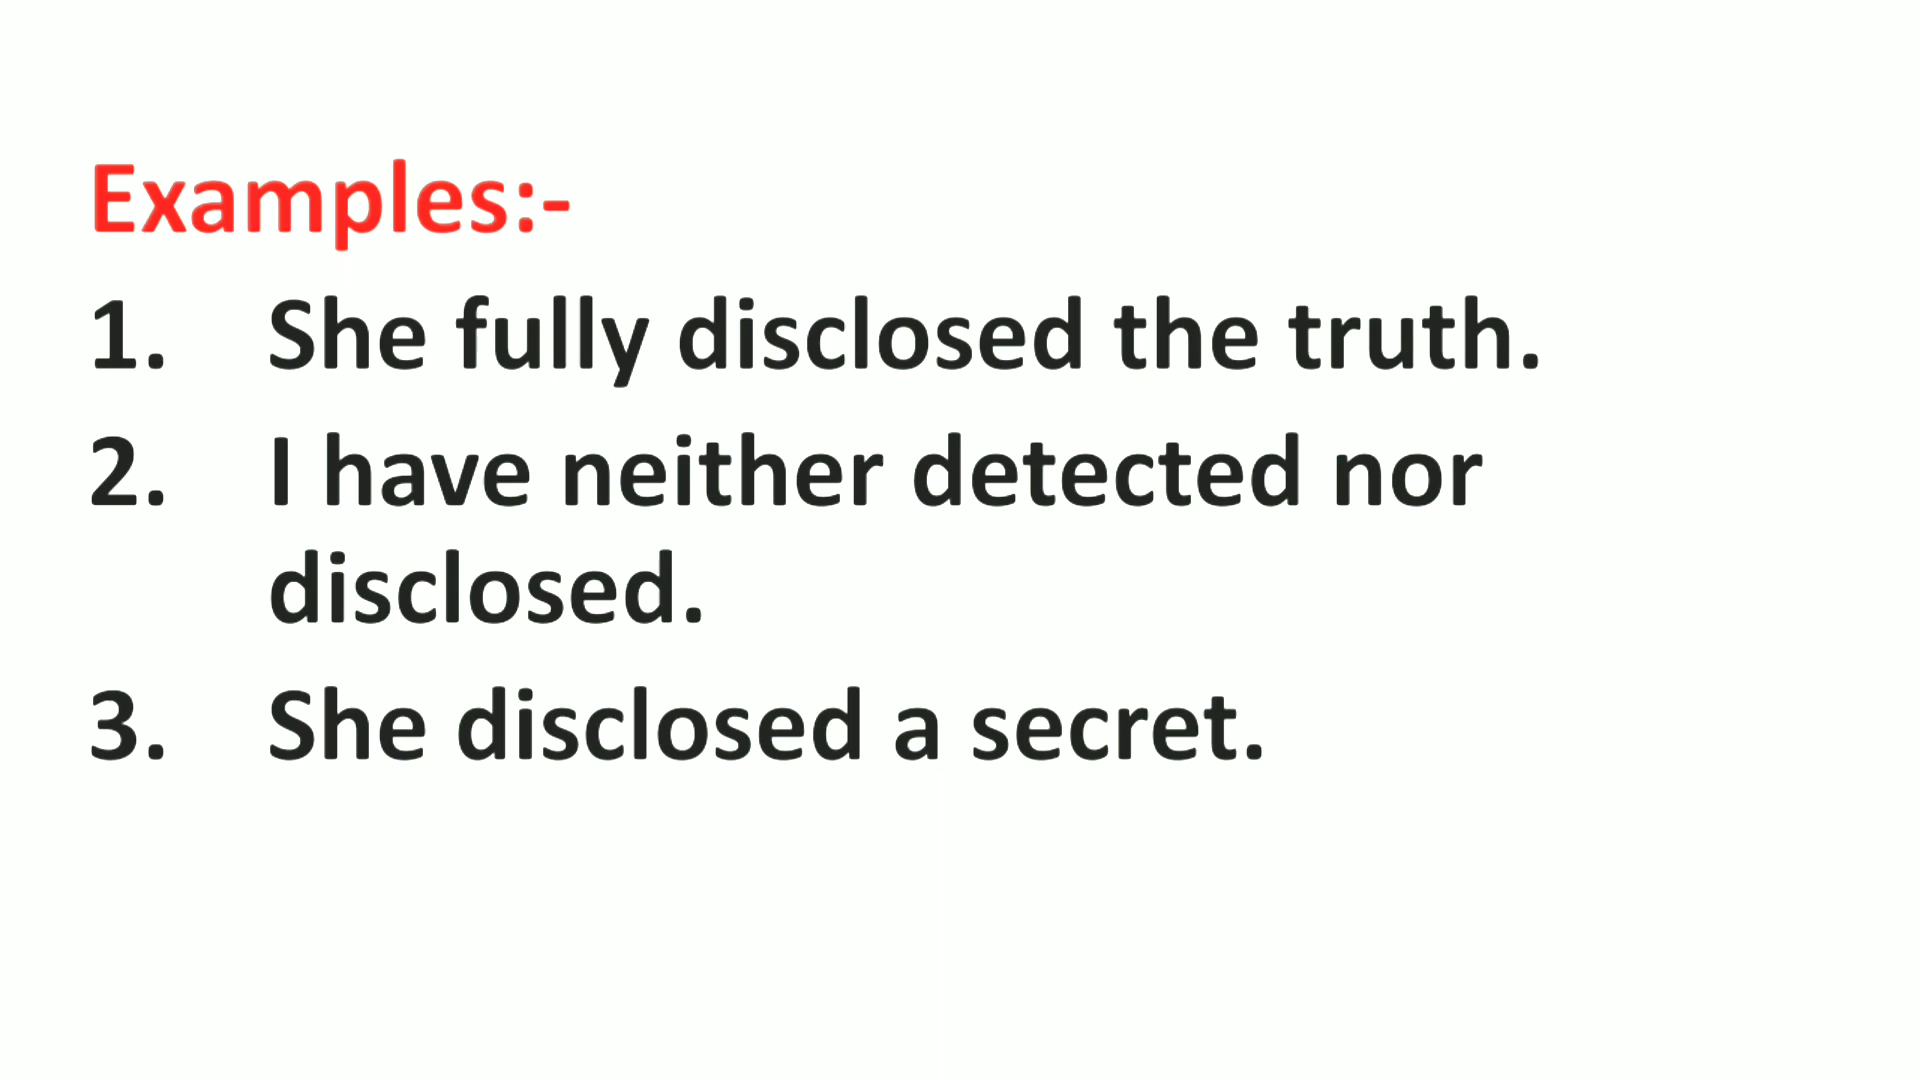 Examples:-
1. She fully disclosed the truth.
2. I have neither detected nor
disclosed.
3. She disclosed a secret.